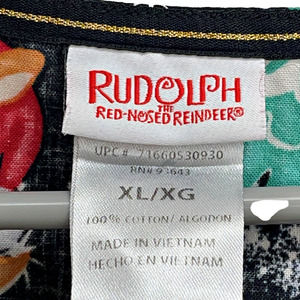 RUDOLPH
THE
RED-NOSED REINDEER®
UPC # 71660530930
RN# 93643
XL/XG
100% COTTON/ ALGODON
MADE IN VIETNAM
HECHO EN VIETNAM